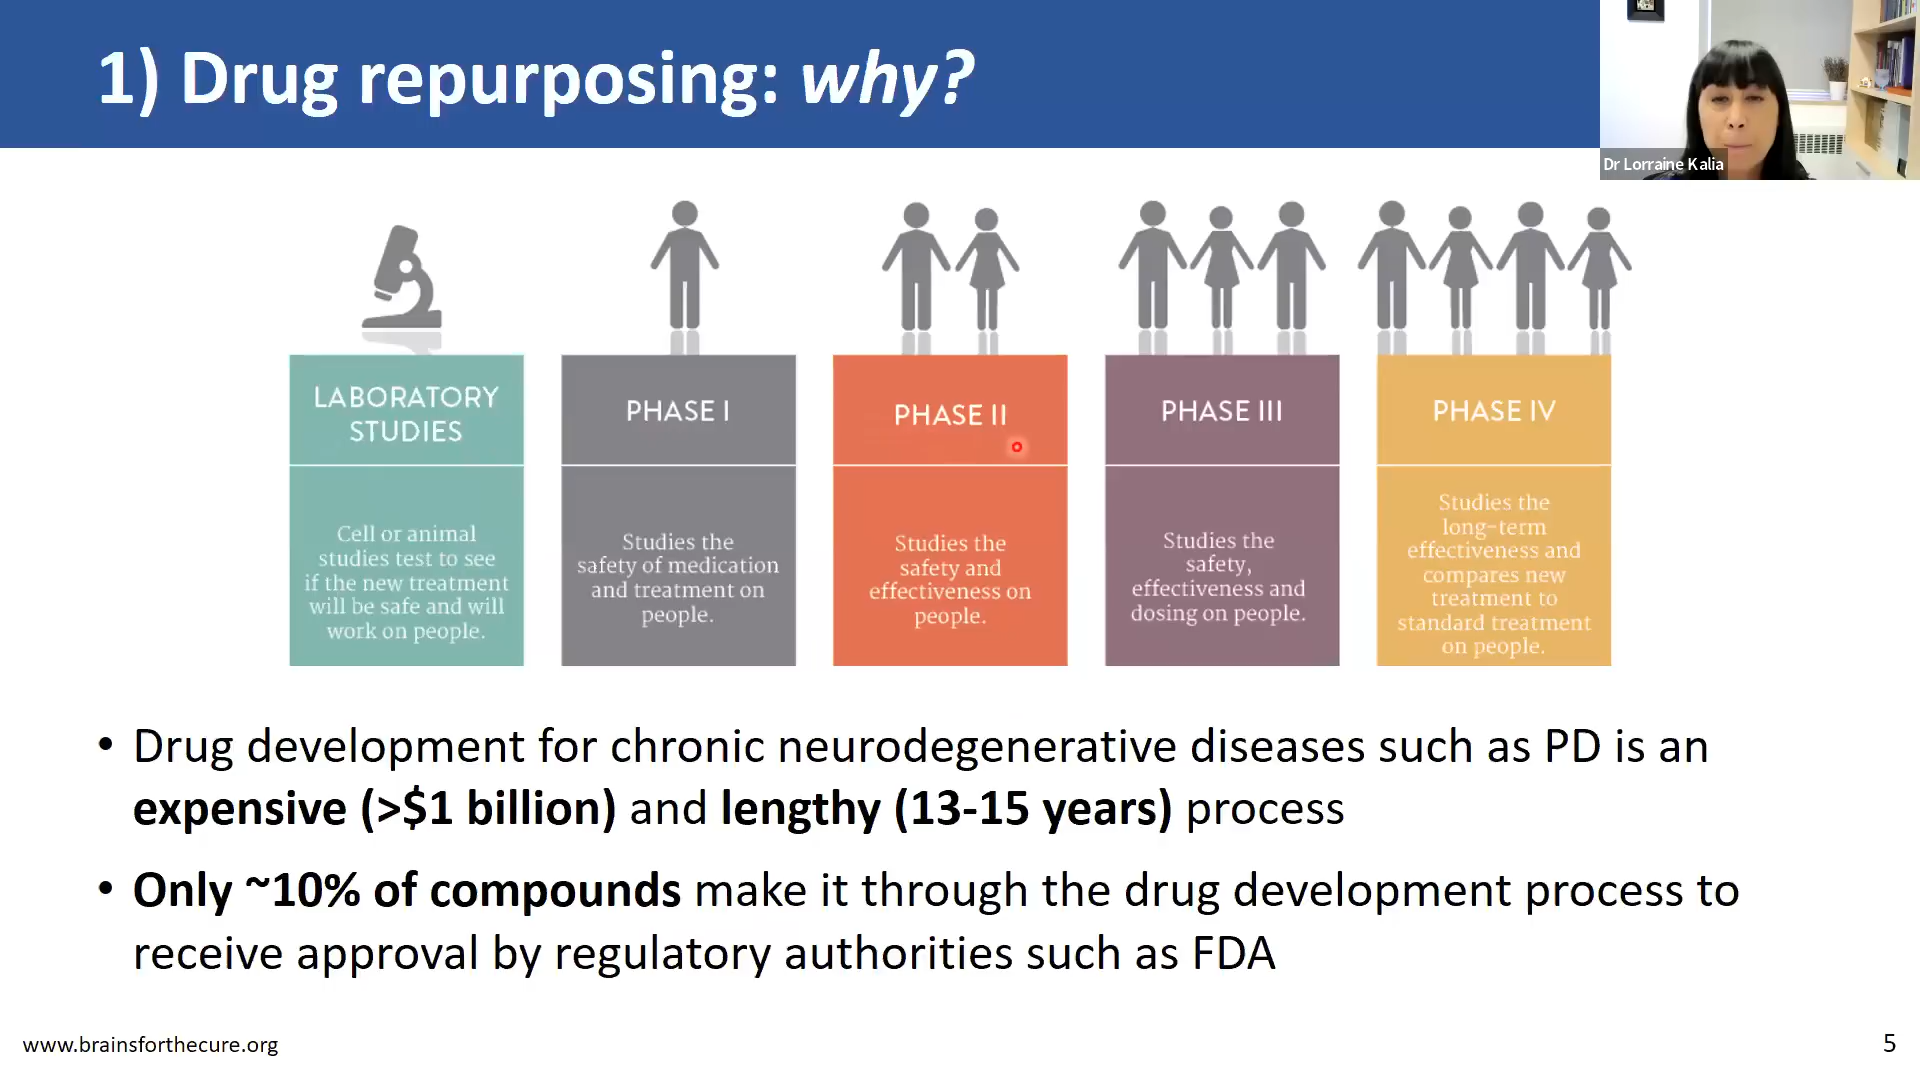 1) Drug repurposing: why?
Dr Lorraine Kalia
LABORATORY
STUDIES
Cell or animal
studies test to see
if the new treatment
will be safe and will
work on people.
PHASE I
Studies the
safety of medication
and treatment on
people.
PHASE II
Studies the
safety and
effectiveness on
people.
PHASE III
Studies the
safety,
effectiveness and
dosing on people.
PHASE IV
Studies the
long-term
effectiveness and
compares new
treatment to
standard treatment
on people.
• Drug development for chronic neurodegenerative diseases such as PD is an
expensive (>$1 billion) and lengthy (13-15 years) process
• Only ~10% of compounds make it through the drug development process to
receive approval by regulatory authorities such as FDA
www.brainsforthecure.org
5